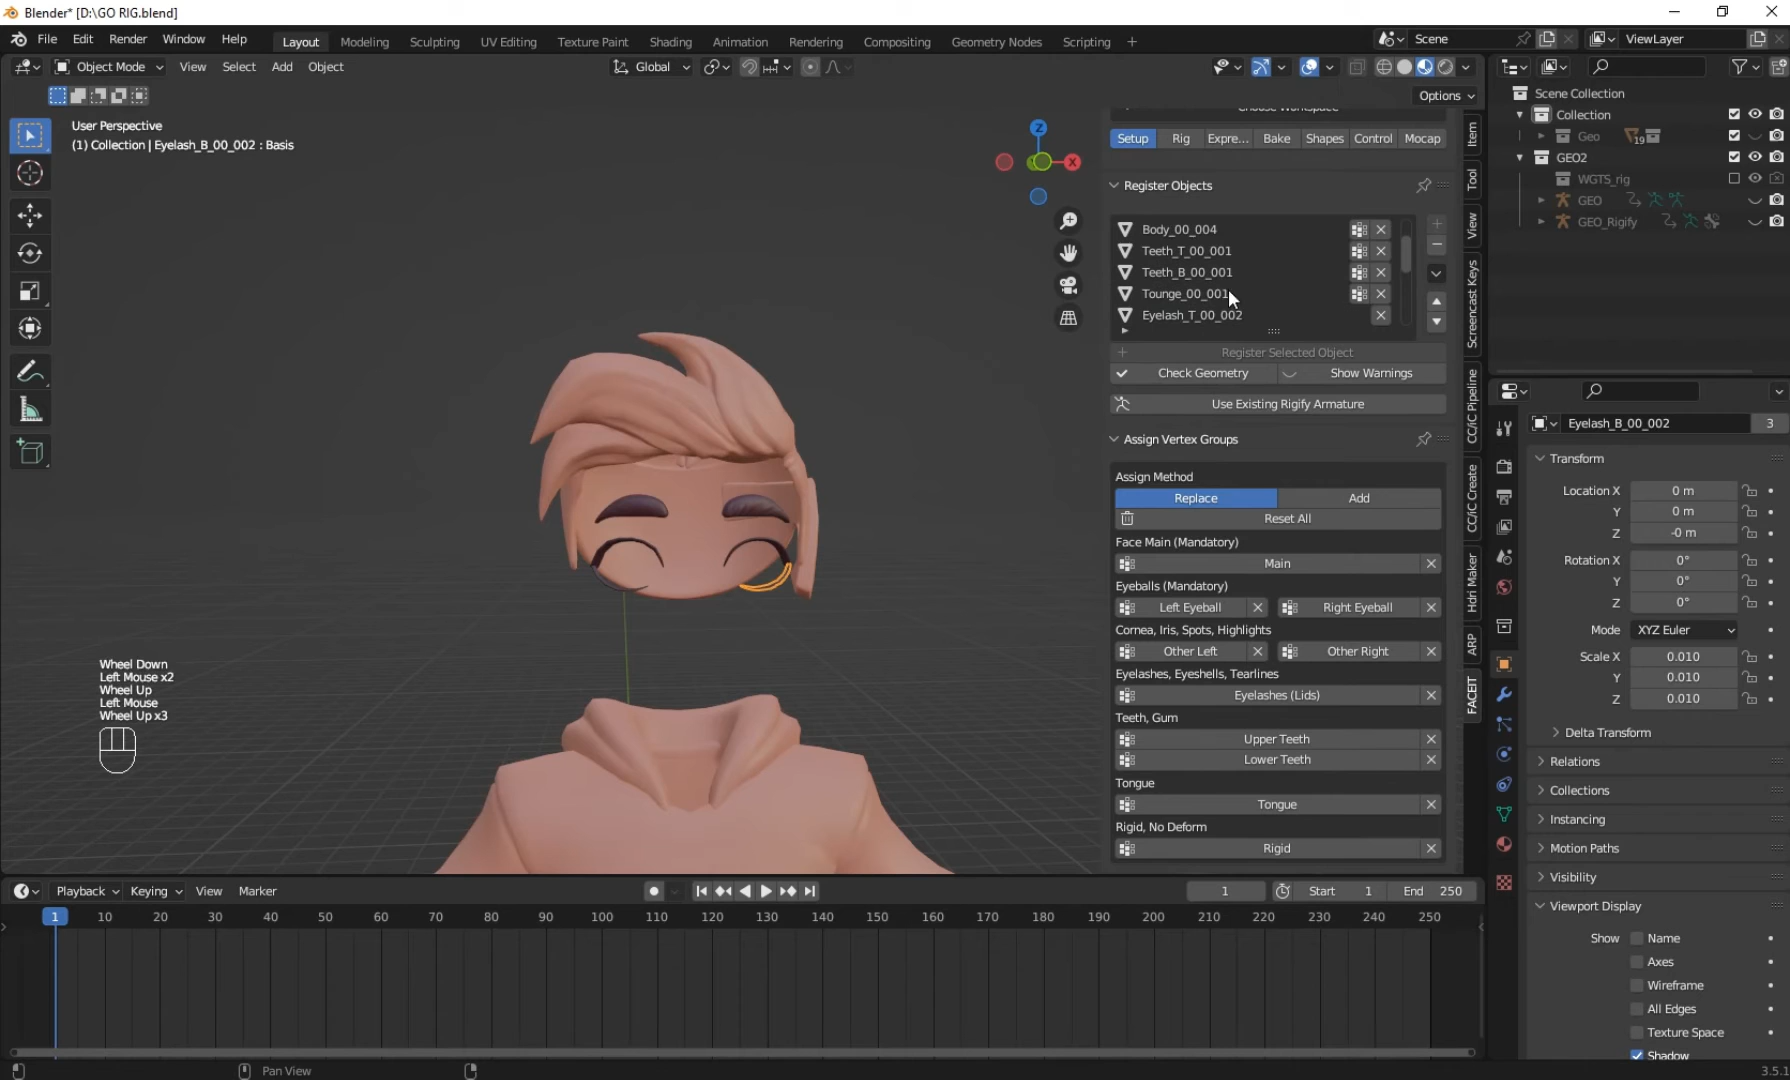 Blender* [D:\GO RIG.blend]
File Edit Render Window Help Layout Modeling Sculpting UV Editing Texture Paint Shading Animation Rendering Compositing Geometry Nodes Scripting + Scene ViewLayer
Object Mode View Select Add Object Global
Options
User Perspective
(1) Collection | Eyelash_B_00_002 : Basis
Z
X
Wheel Down
Left Mouse x2
Wheel Up
Left Mouse
Wheel Up x3
Choose Workspace
Setup Rig Expre... Bake Shapes Control Mocap
Register Objects
Body_00_004
Teeth_T_00_001
Teeth_B_00_001
Tounge_00_001
Eyelash_T_00_002
Register Selected Object
Check Geometry Show Warnings
Use Existing Rigify Armature
Assign Vertex Groups
Assign Method
Replace Add
Reset All
Face Main (Mandatory)
Main
Eyeballs (Mandatory)
Left Eyeball Right Eyeball
Cornea, Iris, Spots, Highlights
Other Left Other Right
Eyelashes, Eyeshells, Tearlines
Eyelashes (Lids)
Teeth, Gum
Upper Teeth
Lower Teeth
Tongue
Tongue
Rigid, No Deform
Rigid
Item
Tool
View
Screencast Keys
CC/iC Pipeline
CC/iC Create
Hdri Maker
ARP
FACEIT
Scene Collection
Collection
Geo 19
GEO2
WGTS_rig
GEO
GEO_Rigify
Eyelash_B_00_002 3
Transform
Location X 0 m
Y 0 m
Z -0 m
Rotation X 0°
Y 0°
Z 0°
Mode XYZ Euler
Scale X 0.010
Y 0.010
Z 0.010
Delta Transform
Relations
Collections
Instancing
Motion Paths
Visibility
Viewport Display
Show Name
Axes
Wireframe
All Edges
Texture Space
Shadow
Playback Keying View Marker 1 Start 1 End 250
1 10 20 30 40 50 60 70 80 90 100 110 120 130 140 150 160 170 180 190 200 210 220 230 240 250
Pan View
3.5.1